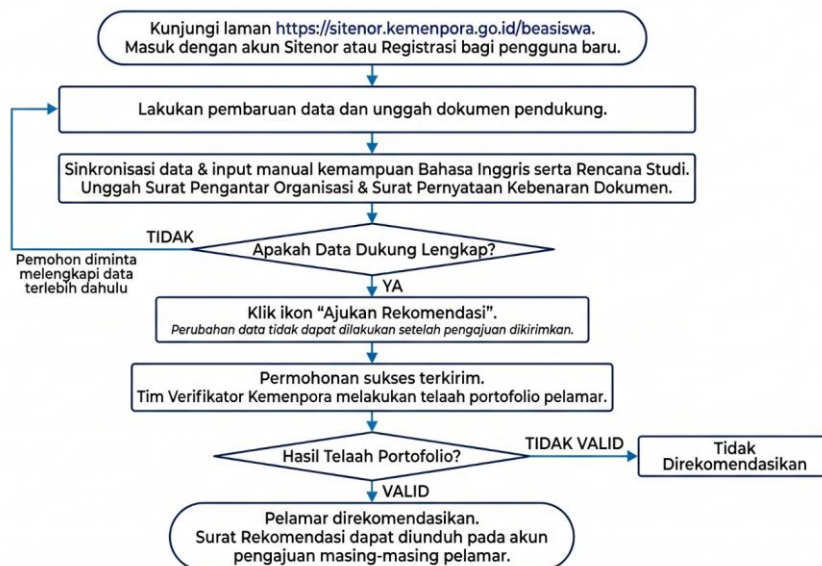 Kunjungi laman https://sitenor.kemenpora.go.id/beasiswa.
Masuk dengan akun Sitenor atau Registrasi bagi pengguna baru.
Lakukan pembaruan data dan unggah dokumen pendukung.
Sinkronisasi data & input manual kemampuan Bahasa Inggris serta Rencana Studi.
Unggah Surat Pengantar Organisasi & Surat Pernyataan Kebenaran Dokumen.
TIDAK
Apakah Data Dukung Lengkap?
Pemohon diminta
melengkapi data
terlebih dahulu
YA
Klik ikon “Ajukan Rekomendasi”.
Perubahan data tidak dapat dilakukan setelah pengajuan dikirimkan.
Permohonan sukses terkirim.
Tim Verifikator Kemenpora melakukan telaah portofolio pelamar.
Hasil Telaah Portofolio?
TIDAK VALID
Tidak
Direkomendasikan
VALID
Pelamar direkomendasikan.
Surat Rekomendasi dapat diunduh pada akun
pengajuan masing-masing pelamar.